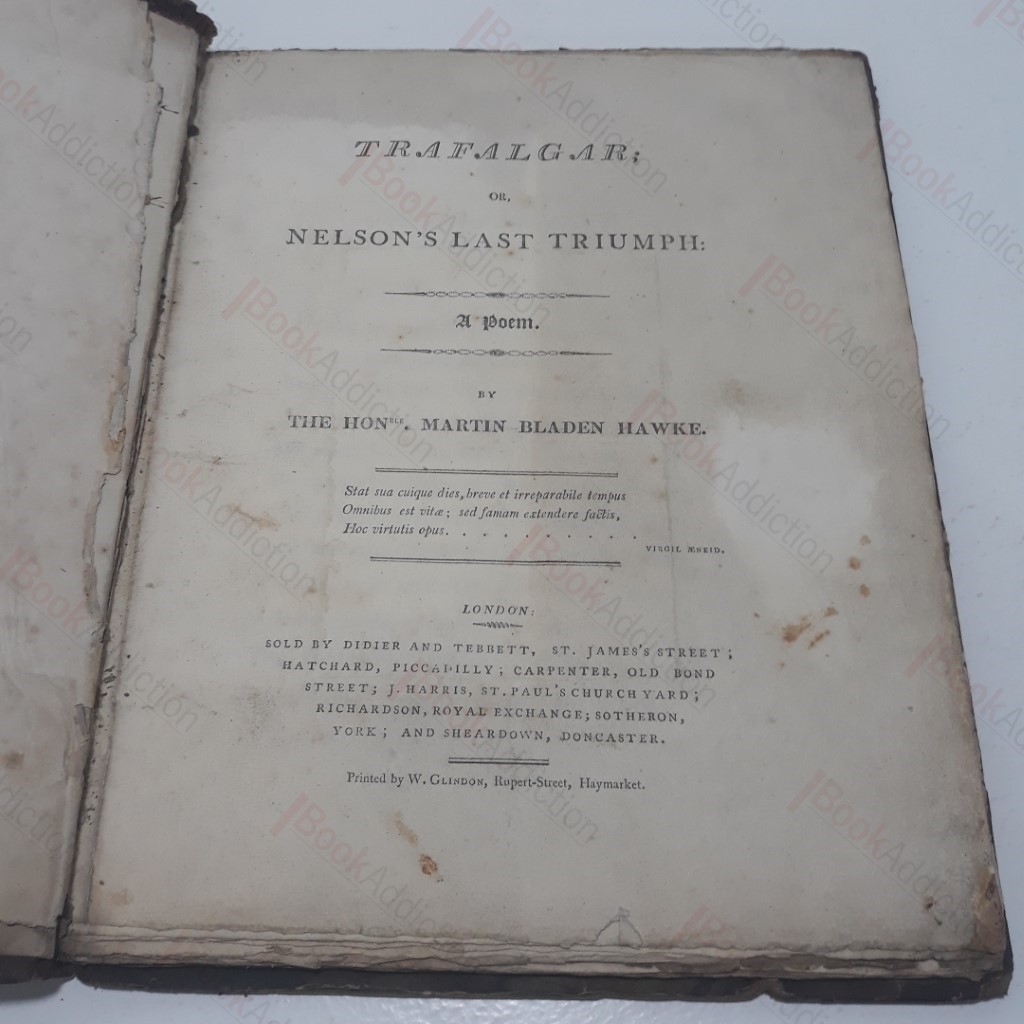 TRAFALGAR;
OR,
NELSON'S LAST TRIUMPH:
A Poem.
BY
THE HONBLE. MARTIN BLADEN HAWKE.
Stat sua cuique dies, breve et irreparabile tempus
Omnibus est vitæ; sed famam extendere factis,
Hoc virtutis opus. . . . . . . . . .
VIRGIL ÆNEID.
LONDON:
SOLD BY DIDIER AND TEBBETT, ST. JAMES'S STREET;
HATCHARD, PICCADILLY; CARPENTER, OLD BOND
STREET; J. HARRIS, ST. PAUL'S CHURCH YARD;
RICHARDSON, ROYAL EXCHANGE; SOTHERON,
YORK; AND SHEARDOWN, DONCASTER.
Printed by W. GLINDON, Rupert-Street, Haymarket.
BookAddiction